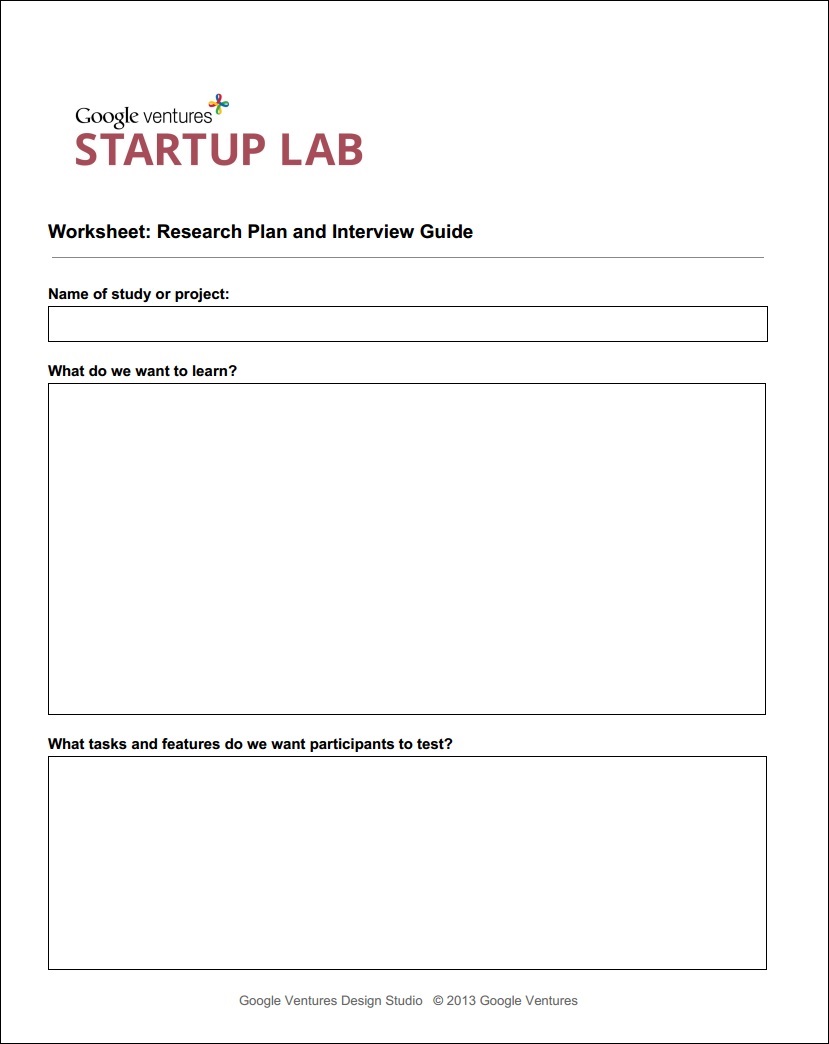 Google ventures
STARTUP LAB
Worksheet: Research Plan and Interview Guide
Name of study or project:
What do we want to learn?
What tasks and features do we want participants to test?
Google Ventures Design Studio © 2013 Google Ventures